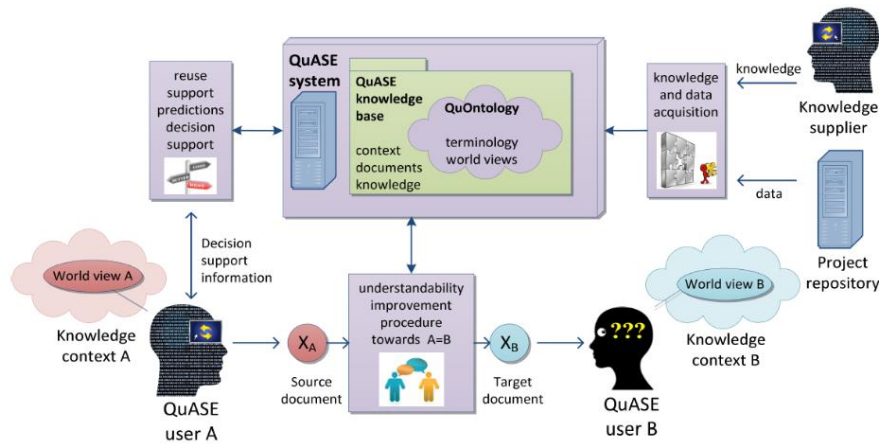 reuse
support
predictions
decision
support
QuASE
system
QuASE
knowledge
base
context
documents
knowledge
QuOntology
terminology
world views
knowledge
and data
acquisition
knowledge
Knowledge
supplier
data
Project
repository
Decision
support
information
World view A
Knowledge
context A
QuASE
user A
XA
Source
document
understandability
improvement
procedure
towards A=B
XB
Target
document
???
QuASE
user B
World view B
Knowledge
context B